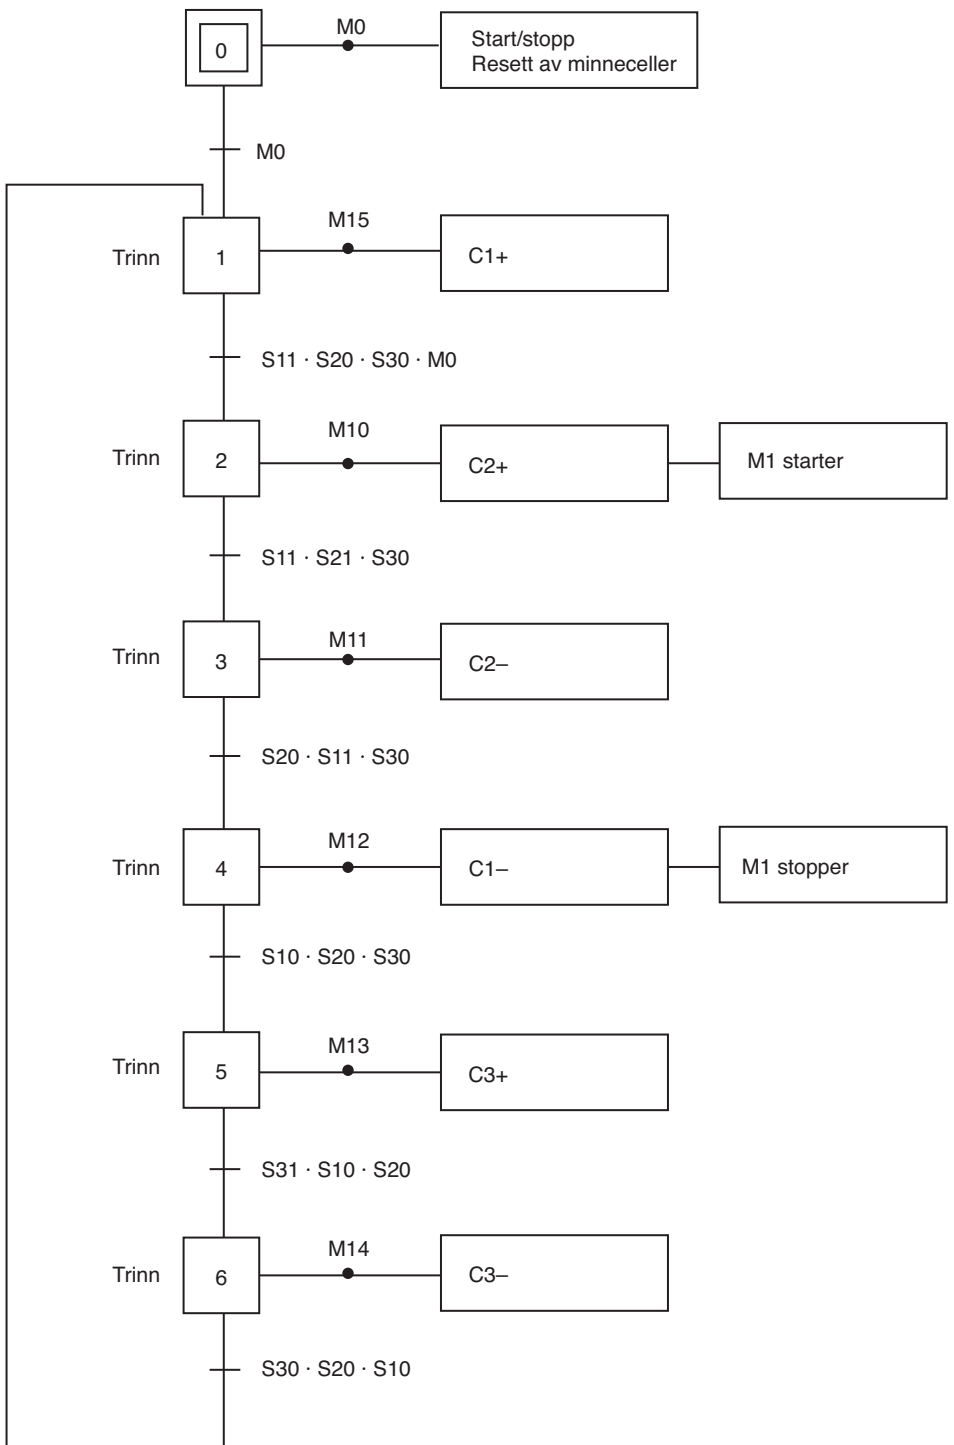 M0
0
Start/stopp
Resett av minneceller
M0
M15
Trinn
1
C1+
S11 · S20 · S30 · M0
M10
Trinn
2
C2+
M1 starter
S11 · S21 · S30
M11
Trinn
3
C2–
S20 · S11 · S30
M12
Trinn
4
C1–
M1 stopper
S10 · S20 · S30
M13
Trinn
5
C3+
S31 · S10 · S20
M14
Trinn
6
C3–
S30 · S20 · S10